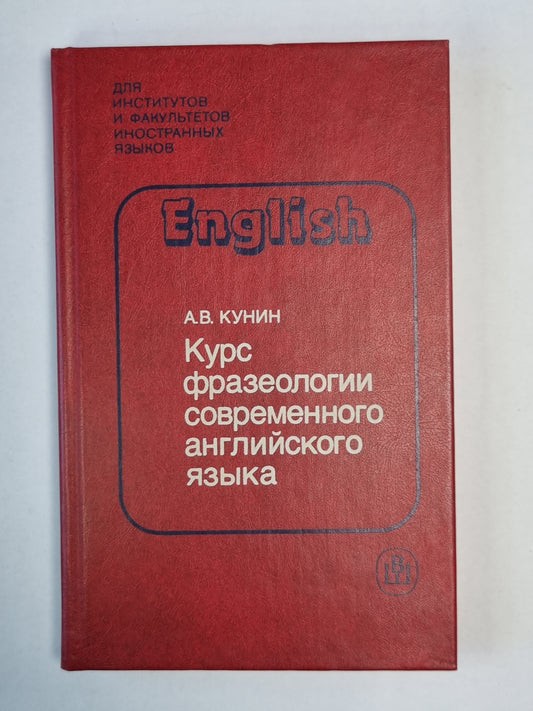 ДЛЯ
ИНСТИТУТОВ
И ФАКУЛЬТЕТОВ
ИНОСТРАННЫХ
ЯЗЫКОВ
English
А.В. КУНИН
Курс
фразеологии
современного
английского
языка